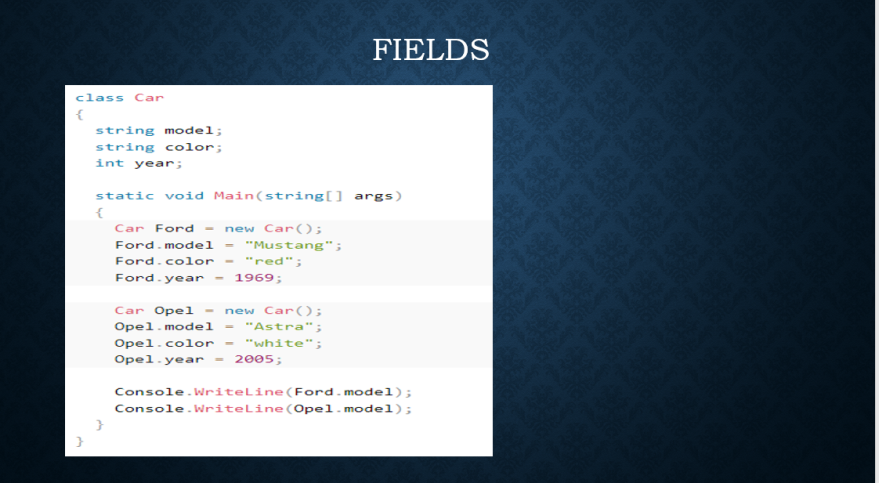 FIELDS
class Car
{
  string model;
  string color;
  int year;
  static void Main(string[] args)
  {
    Car Ford = new Car();
    Ford.model = "Mustang";
    Ford.color = "red";
    Ford.year = 1969;
    Car Opel = new Car();
    Opel.model = "Astra";
    Opel.color = "white";
    Opel.year = 2005;
    Console.WriteLine(Ford.model);
    Console.WriteLine(Opel.model);
  }
}